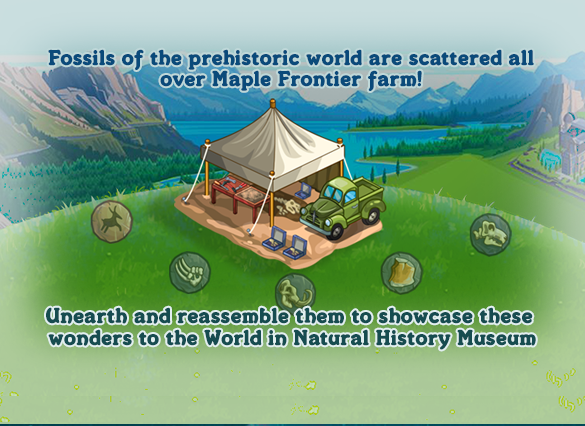 Fossils of the prehistoric world are scattered all
over Maple Frontier farm!
Unearth and reassemble them to showcase these
wonders to the World in Natural History Museum